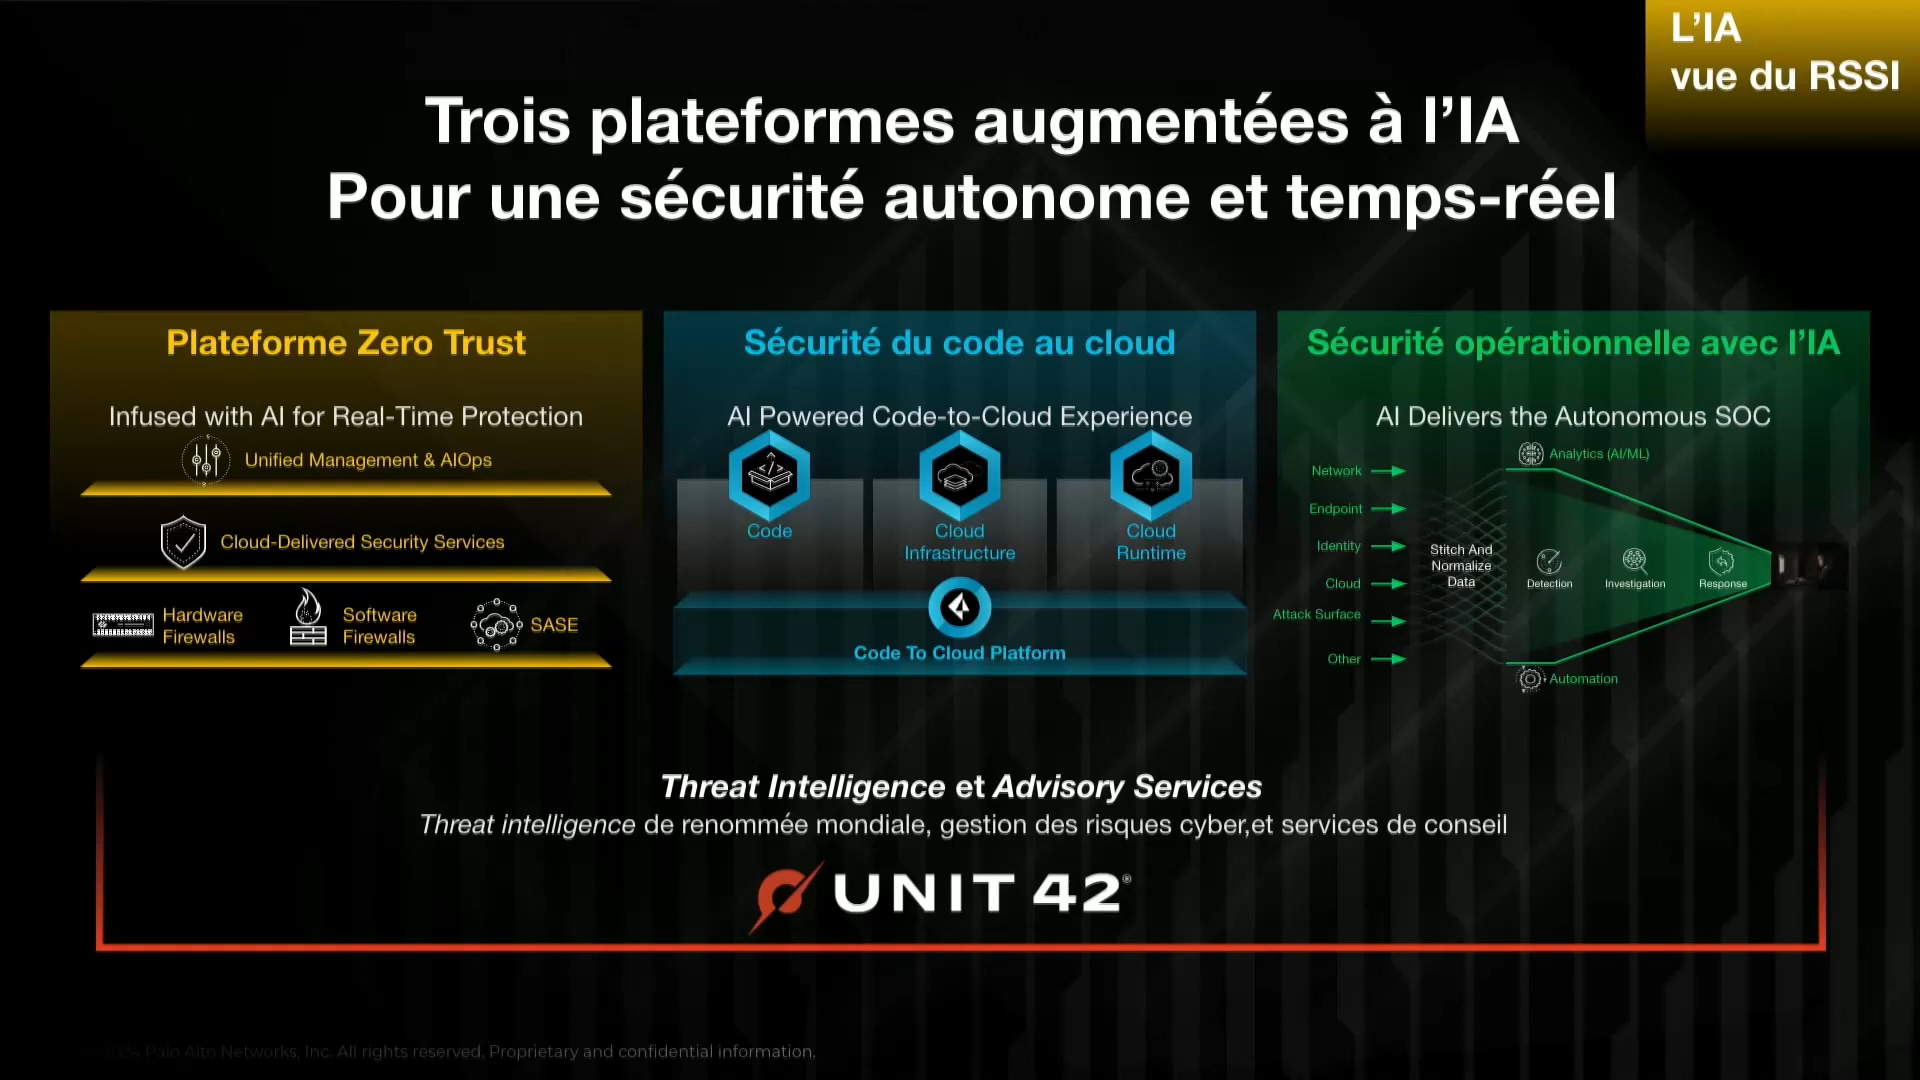 L’IA
vue du RSSI
Trois plateformes augmentées à l’IA
Pour une sécurité autonome et temps-réel
Plateforme Zero Trust
Infused with AI for Real-Time Protection
Unified Management & AIOps
Cloud-Delivered Security Services
Hardware
Firewalls
Software
Firewalls
SASE
Sécurité du code au cloud
AI Powered Code-to-Cloud Experience
Code
Cloud
Infrastructure
Cloud
Runtime
Code To Cloud Platform
Sécurité opérationnelle avec l’IA
AI Delivers the Autonomous SOC
Analytics (AI/ML)
Network
Endpoint
Identity
Cloud
Attack Surface
Other
Stitch And
Normalize
Data
Detection
Investigation
Response
Automation
Threat Intelligence et Advisory Services
Threat intelligence de renommée mondiale, gestion des risques cyber,et services de conseil
UNIT 42®
Palo Alto Networks, Inc. All rights reserved. Proprietary and confidential information.